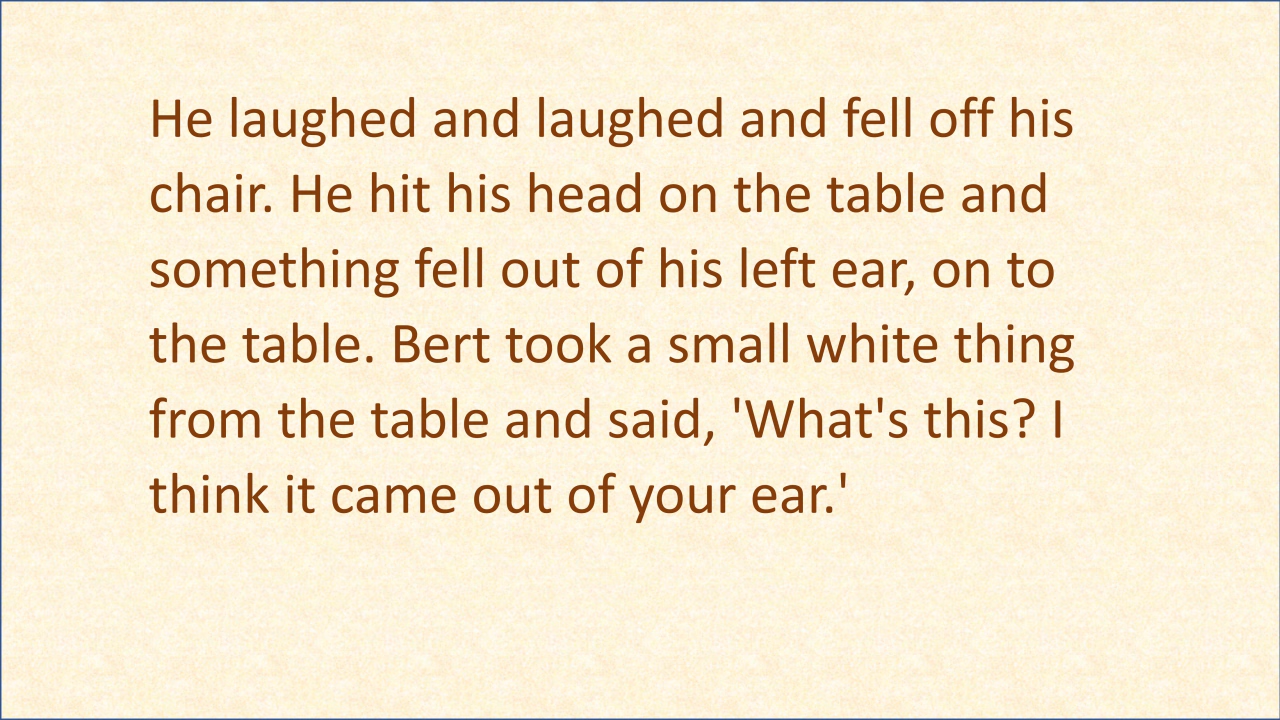 He laughed and laughed and fell off his
chair. He hit his head on the table and
something fell out of his left ear, on to
the table. Bert took a small white thing
from the table and said, 'What's this? I
think it came out of your ear.'